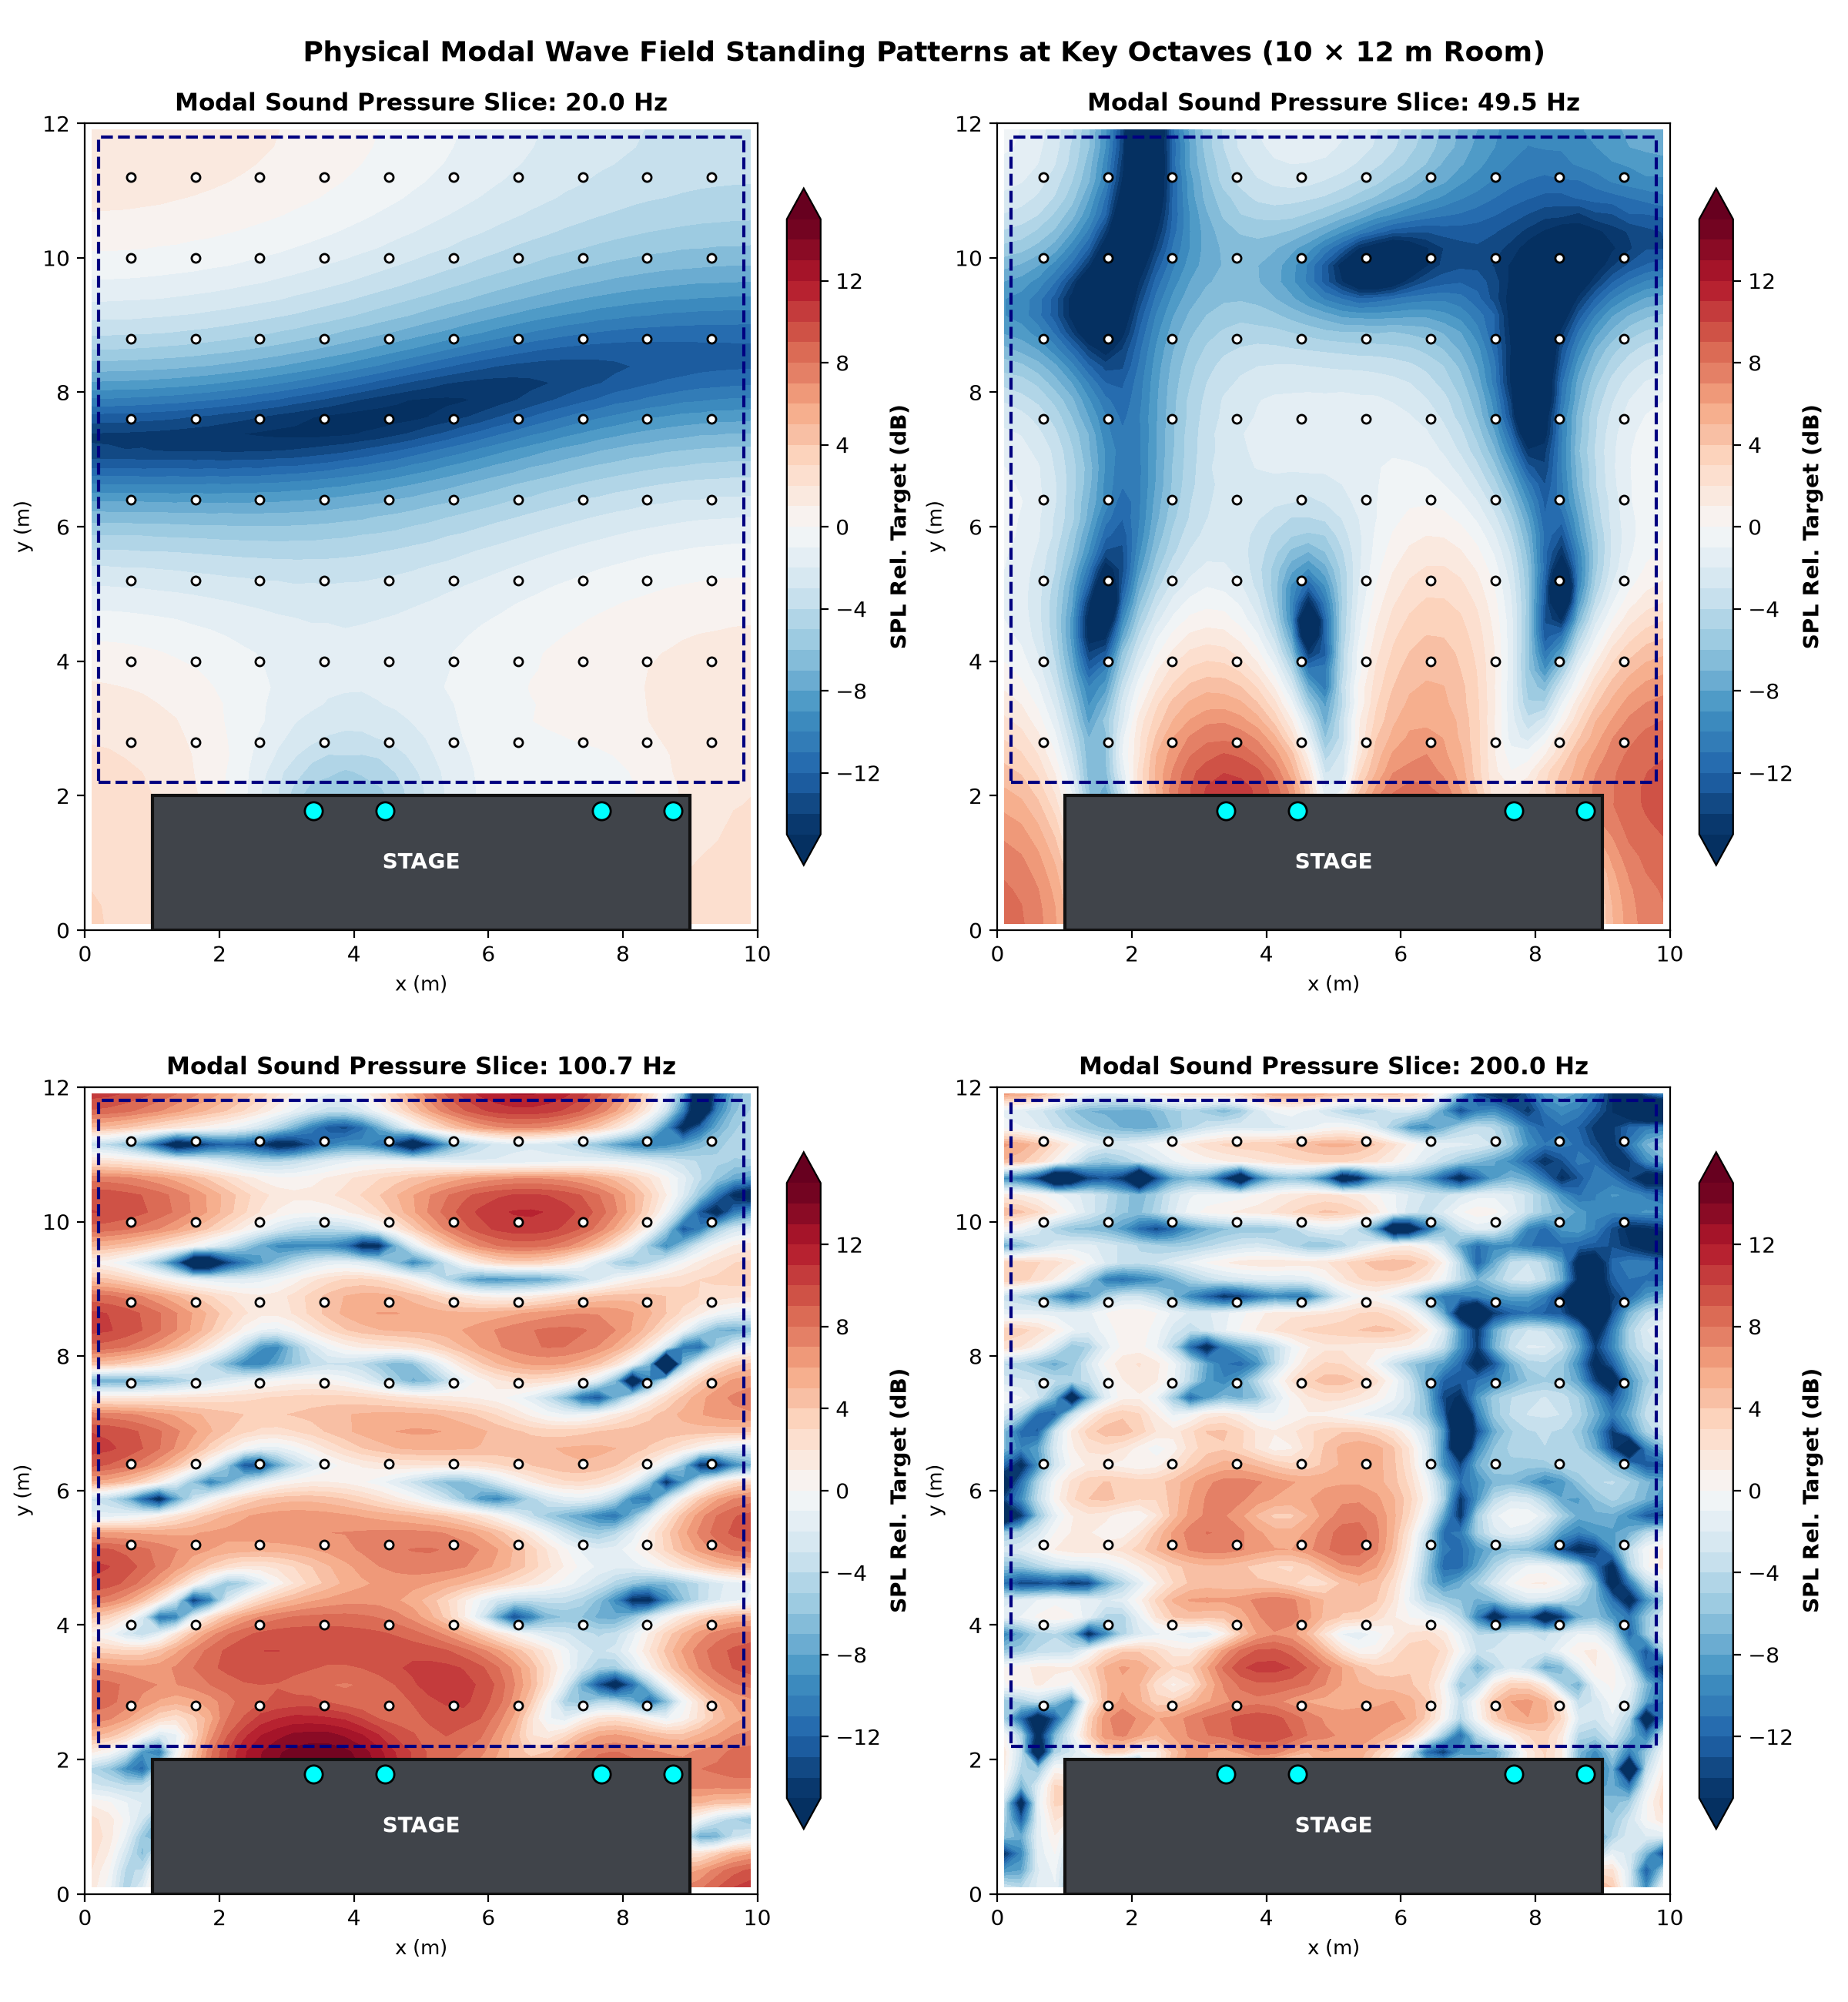 Physical Modal Wave Field Standing Patterns at Key Octaves (10 × 12 m Room)
Modal Sound Pressure Slice: 20.0 Hz
12
10
8
6
4
2
0
y (m)
STAGE
0 2 4 6 8 10
x (m)
12
8
4
0
−4
−8
−12
SPL Rel. Target (dB)
Modal Sound Pressure Slice: 49.5 Hz
12
10
8
6
4
2
0
y (m)
STAGE
0 2 4 6 8 10
x (m)
12
8
4
0
−4
−8
−12
SPL Rel. Target (dB)
Modal Sound Pressure Slice: 100.7 Hz
12
10
8
6
4
2
0
y (m)
STAGE
0 2 4 6 8 10
x (m)
12
8
4
0
−4
−8
−12
SPL Rel. Target (dB)
Modal Sound Pressure Slice: 200.0 Hz
12
10
8
6
4
2
0
y (m)
STAGE
0 2 4 6 8 10
x (m)
12
8
4
0
−4
−8
−12
SPL Rel. Target (dB)